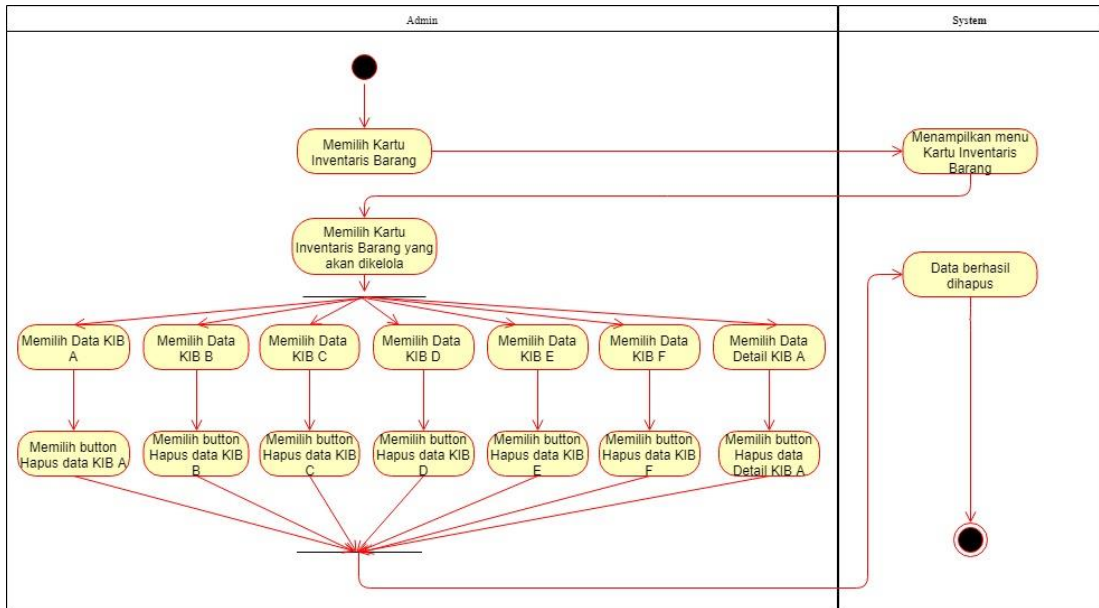 Admin
System
Memilih Kartu
Inventaris Barang
Menampilkan menu
Kartu Inventaris
Barang
Memilih Kartu
Inventaris Barang yang
akan dikelola
Data berhasil
dihapus
Memilih Data KIB
A
Memilih Data
KIB B
Memilih Data
KIB C
Memilih Data
KIB D
Memilih Data
KIB E
Memilih Data
KIB F
Memilih Data
Detail KIB A
Memilih button
Hapus data KIB A
Memilih button
Hapus data KIB
B
Memilih button
Hapus data KIB
C
Memilih button
Hapus data KIB
D
Memilih button
Hapus data KIB
E
Memilih button
Hapus data KIB
F
Memilih button
Hapus data
Detail KIB A